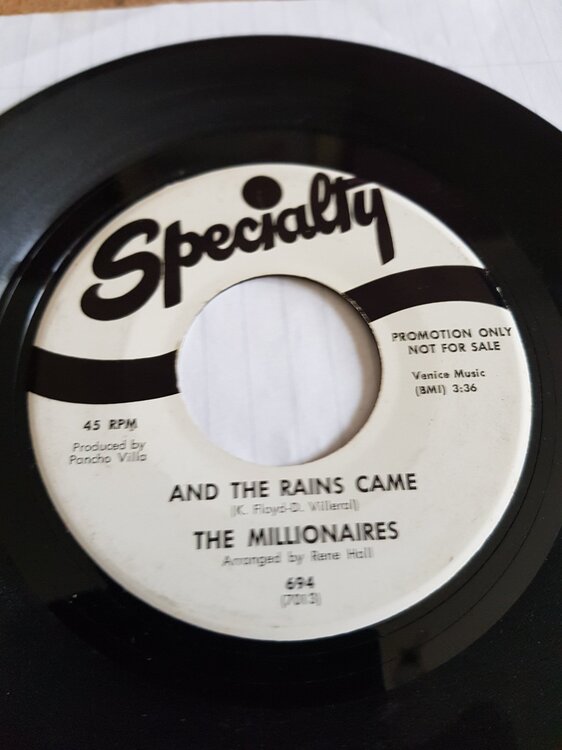 Specialty
PROMOTION ONLY
NOT FOR SALE
Venice Music
(BMI) 3:36
45 RPM
Produced by
Pancho Villa
AND THE RAINS CAME
(K. Floyd-D. Villeral)
THE MILLIONAIRES
Arranged by Rene Hall
694
(7013)